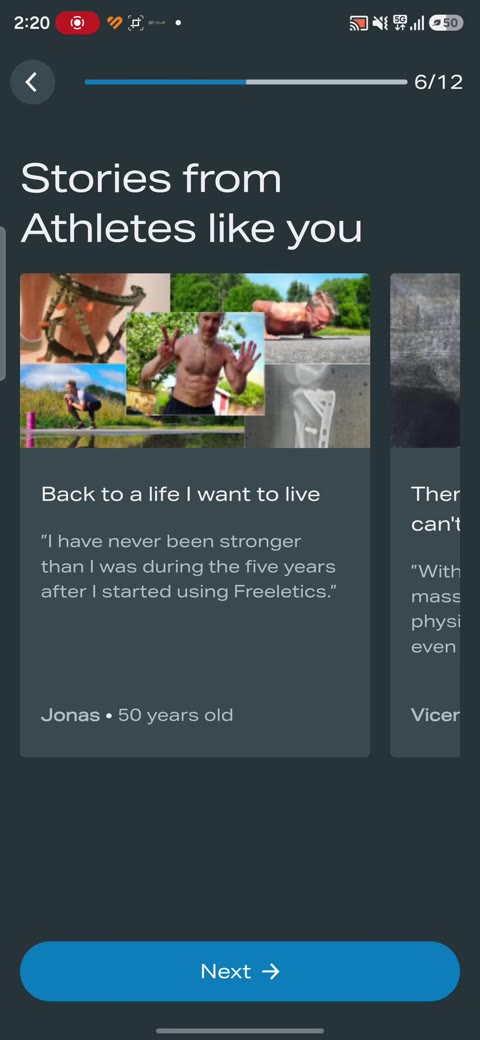 2:20
5G
50
6/12
Stories from
Athletes like you
Back to a life I want to live
"I have never been stronger
than I was during the five years
after I started using Freeletics."
Jonas • 50 years old
Ther
can't
"With
mass
physi
even
Vicer
Next →